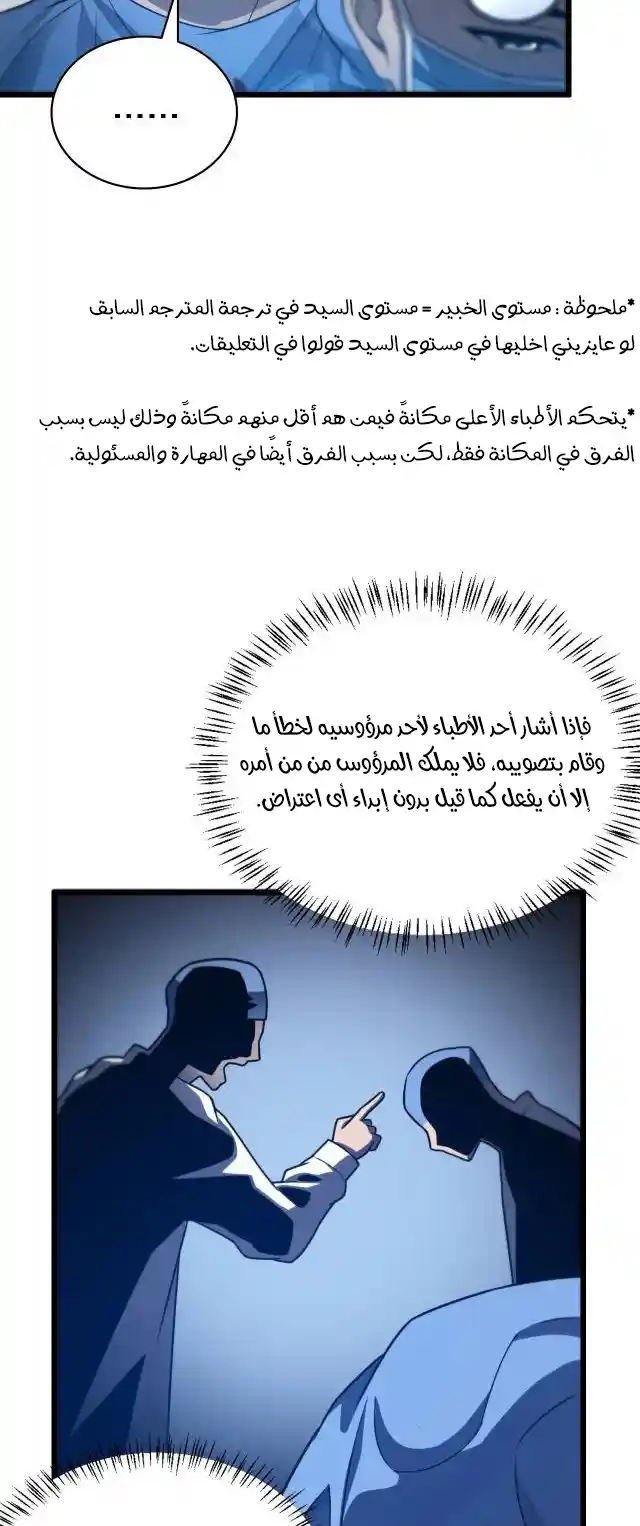 ......
*ملحوظة : مستوى الخبير = مستوى السيد في ترجمة المترجم السابق
لو عايزيني اخليها في مستوى السيد قولوا في التعليقات.
*يتحكم الأطباء الأعلى مكانةً فيمن هم أقل منهم مكانةً وذلك ليس بسبب
الفرق في المكانة فقط، لكن بسبب الفرق أيضًا في المهارة والمسئولية.
فإذا أشار أحد الأطباء لأحد مرؤوسيه لخطأ ما
وقام بتصويبه، فلا يملك المرؤوس من من أمره
إلا أن يفعل كما قيل بدون إبداء أى اعتراض.